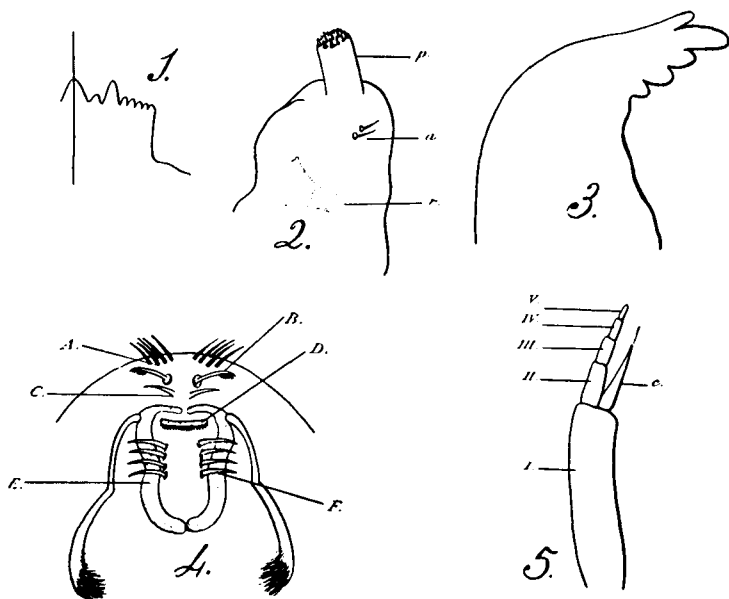 1.
p.
a.
r.
2.
3.
A.
B.
C.
D.
E.
F.
4.
V.
IV.
III.
II.
c.
I.
5.